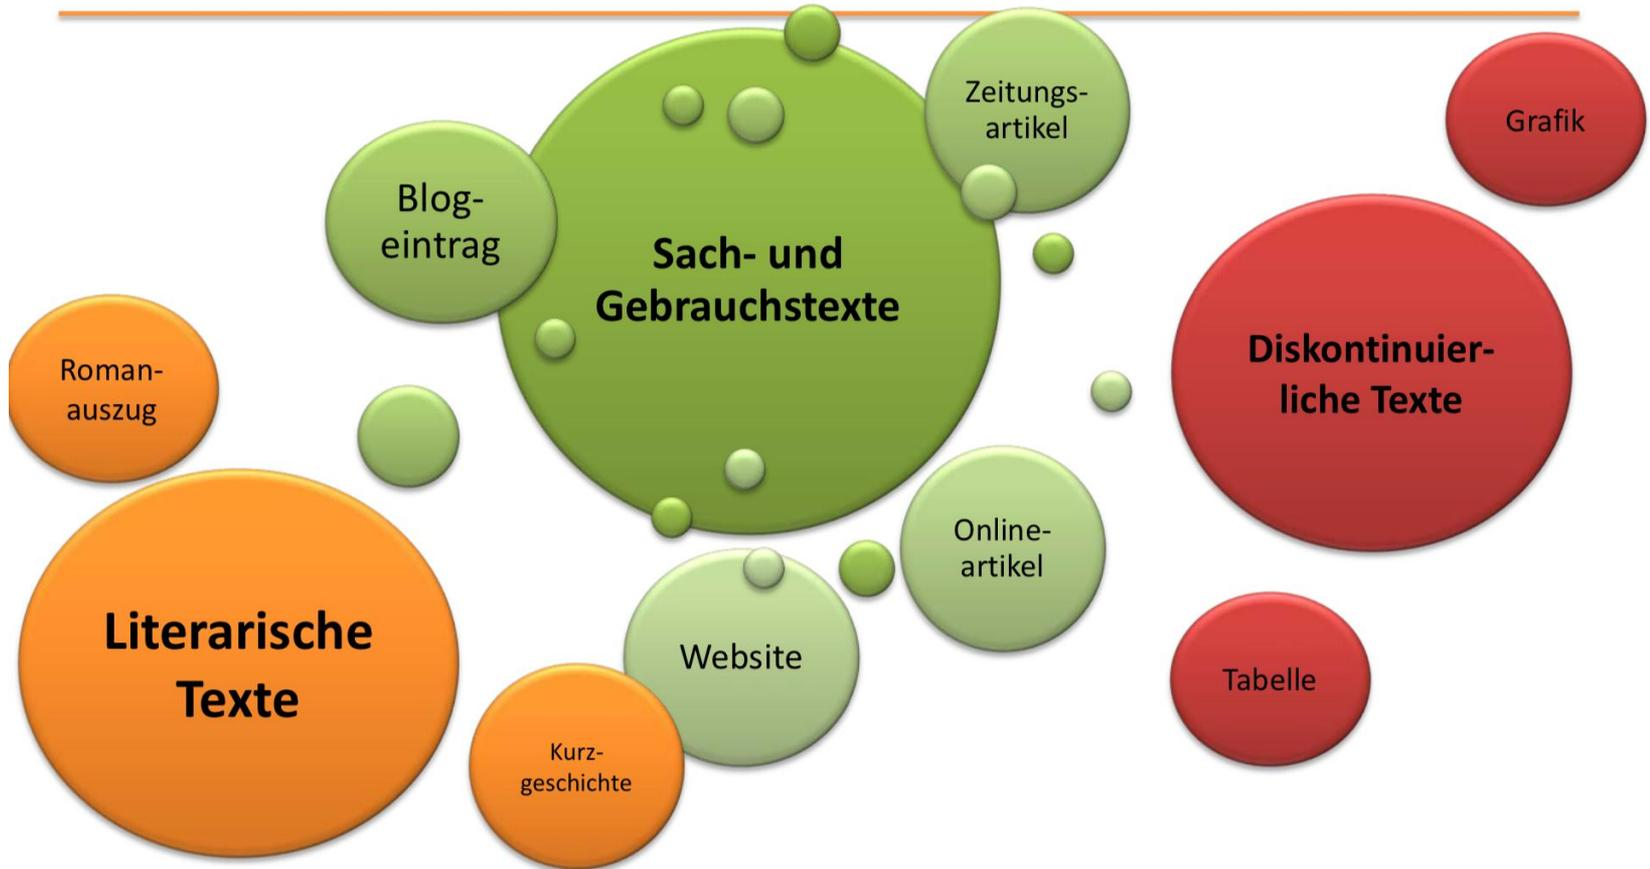 Zeitungs-
artikel
Grafik
Blog-
eintrag
Sach- und
Gebrauchstexte
Diskontinuier-
liche Texte
Roman-
auszug
Online-
artikel
Literarische
Texte
Website
Tabelle
Kurz-
geschichte